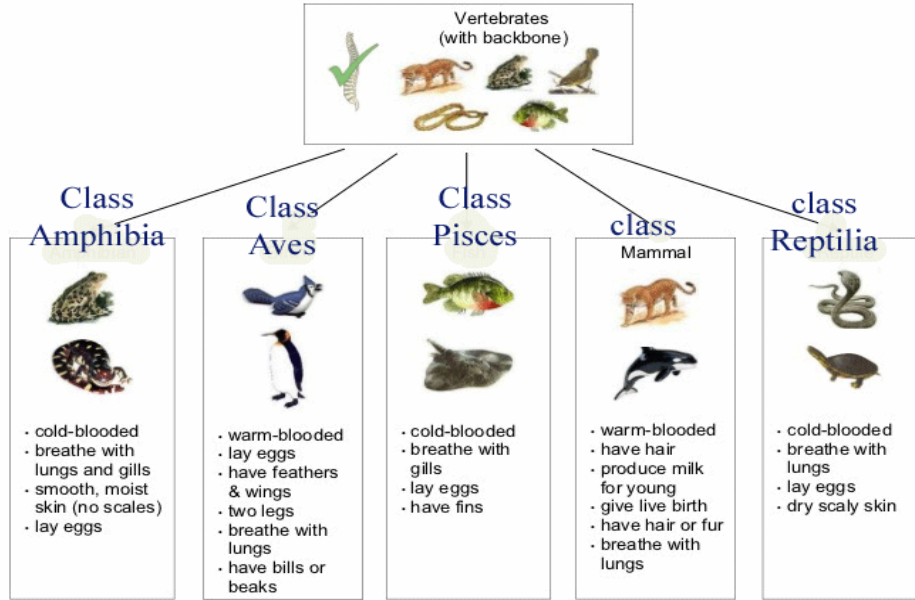 Vertebrates
(with backbone)
Class
Amphibia
Class
Aves
Class
Pisces
class
Mammal
class
Reptilia
· cold-blooded
· breathe with
lungs and gills
· smooth, moist
skin (no scales)
· lay eggs
· warm-blooded
· lay eggs
· have feathers
& wings
· two legs
· breathe with
lungs
· have bills or
beaks
· cold-blooded
· breathe with
gills
· lay eggs
· have fins
· warm-blooded
· have hair
· produce milk
for young
· give live birth
· have hair or fur
· breathe with
lungs
· cold-blooded
· breathe with
lungs
· lay eggs
· dry scaly skin